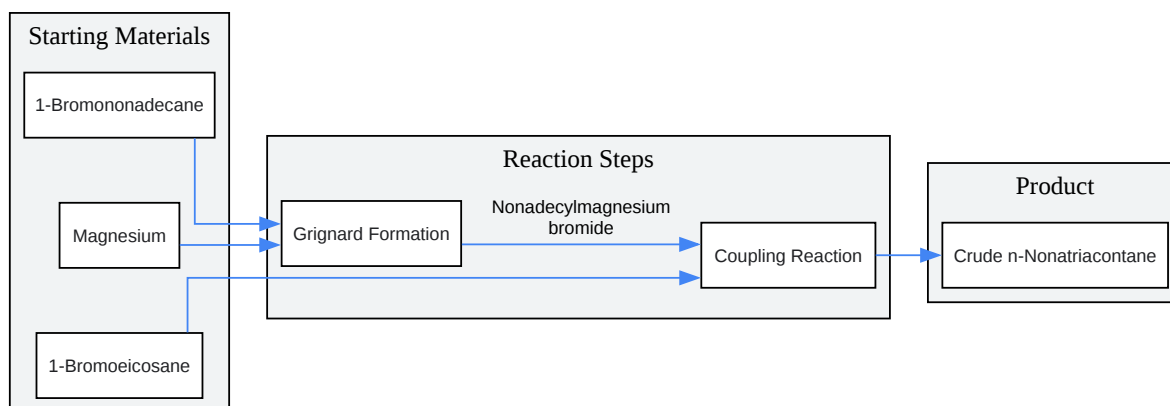 Starting Materials
1-Bromononadecane
Magnesium
1-Bromoeicosane
Reaction Steps
Grignard Formation
Nonadecylmagnesium
bromide
Coupling Reaction
Product
Crude n-Nonatriacontane